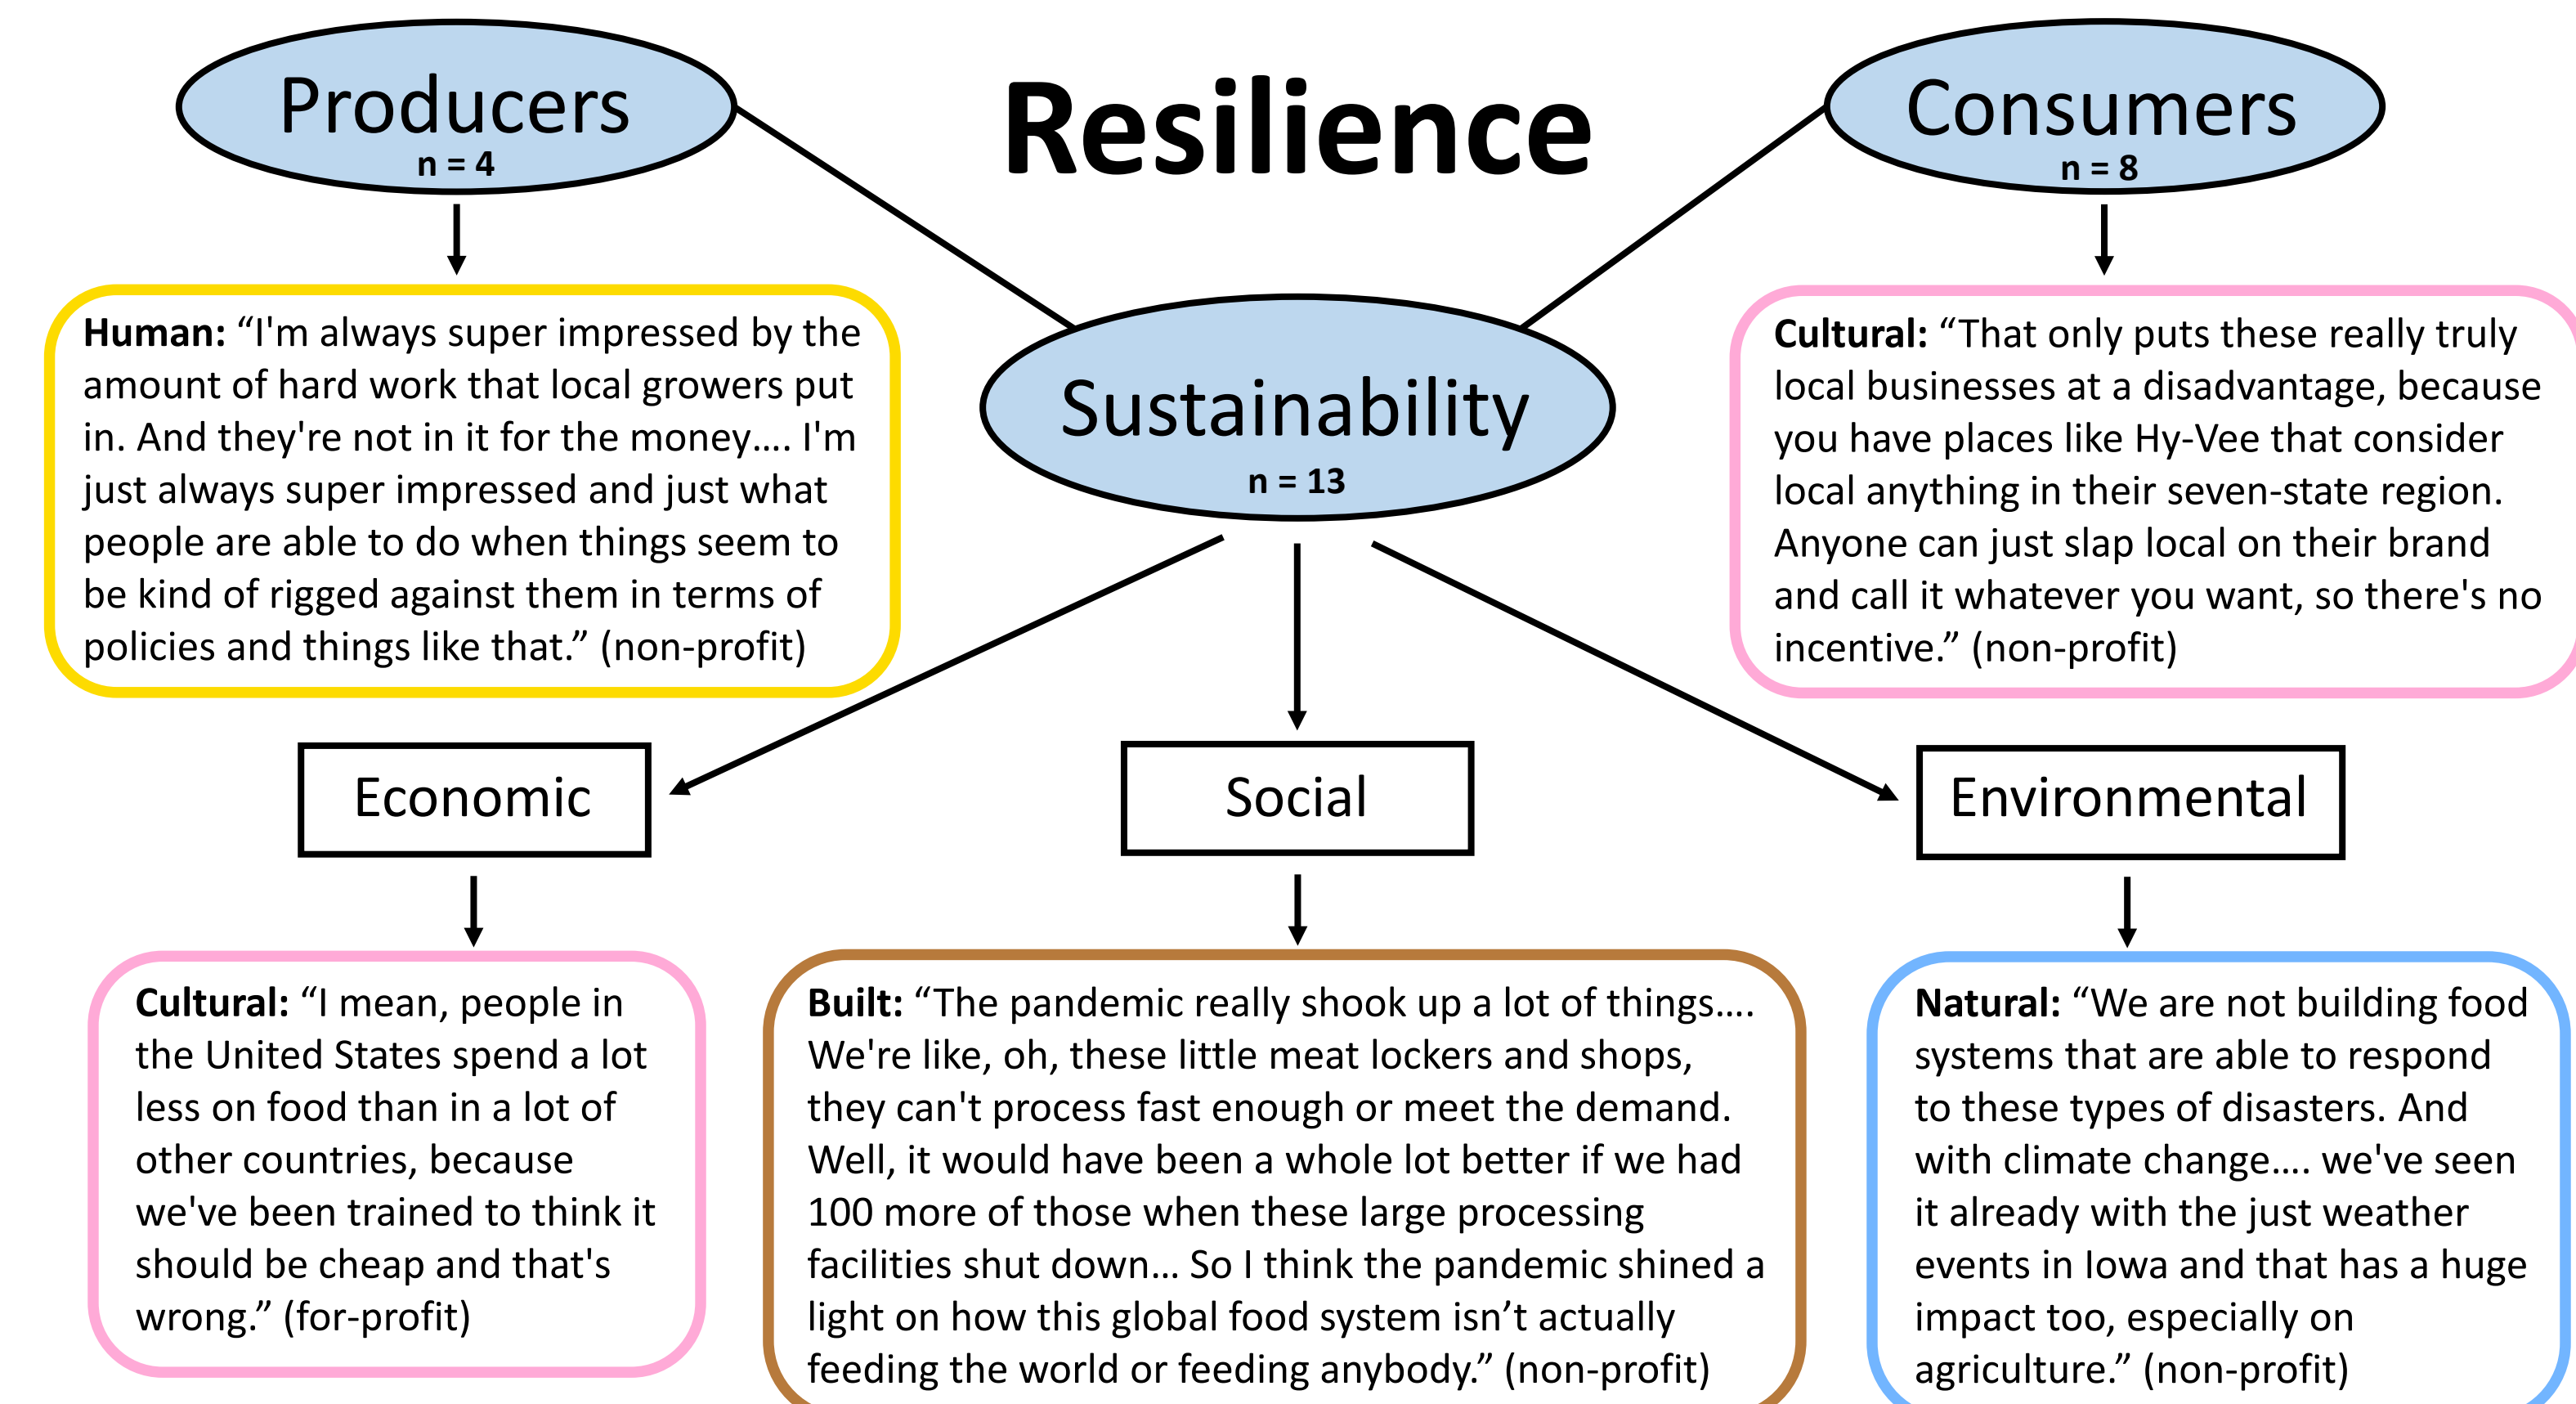 Resilience
Producers
n = 4
Consumers
n = 8
Human: “I'm always super impressed by the
amount of hard work that local growers put
in. And they're not in it for the money…. I'm
just always super impressed and just what
people are able to do when things seem to
be kind of rigged against them in terms of
policies and things like that.” (non-profit)
Sustainability
n = 13
Cultural: “That only puts these really truly
local businesses at a disadvantage, because
you have places like Hy-Vee that consider
local anything in their seven-state region.
Anyone can just slap local on their brand
and call it whatever you want, so there's no
incentive.” (non-profit)
Economic
Social
Environmental
Cultural: “I mean, people in
the United States spend a lot
less on food than in a lot of
other countries, because
we've been trained to think it
should be cheap and that's
wrong.” (for-profit)
Built: “The pandemic really shook up a lot of things….
We're like, oh, these little meat lockers and shops,
they can't process fast enough or meet the demand.
Well, it would have been a whole lot better if we had
100 more of those when these large processing
facilities shut down… So I think the pandemic shined a
light on how this global food system isn’t actually
feeding the world or feeding anybody.” (non-profit)
Natural: “We are not building food
systems that are able to respond
to these types of disasters. And
with climate change…. we've seen
it already with the just weather
events in Iowa and that has a huge
impact too, especially on
agriculture.” (non-profit)